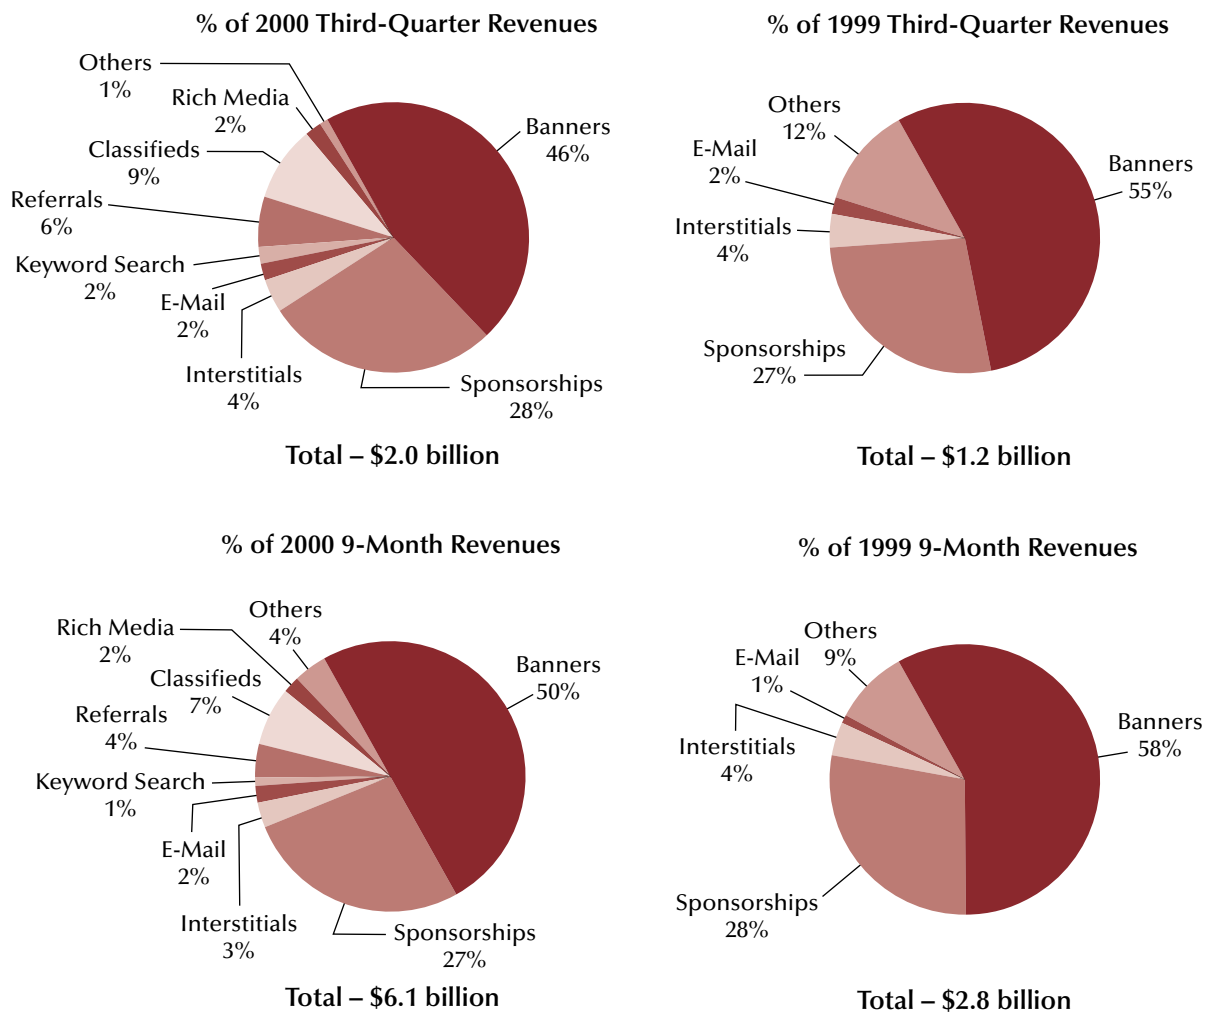 % of 2000 Third-Quarter Revenues
Others
1%
Rich Media
2%
Classifieds
9%
Referrals
6%
Keyword Search
2%
E-Mail
2%
Interstitials
4%
Banners
46%
Sponsorships
28%
Total – $2.0 billion
% of 1999 Third-Quarter Revenues
Others
12%
E-Mail
2%
Interstitials
4%
Banners
55%
Sponsorships
27%
Total – $1.2 billion
% of 2000 9-Month Revenues
Others
4%
Rich Media
2%
Classifieds
7%
Referrals
4%
Keyword Search
1%
E-Mail
2%
Interstitials
3%
Banners
50%
Sponsorships
27%
Total – $6.1 billion
% of 1999 9-Month Revenues
Others
9%
E-Mail
1%
Interstitials
4%
Banners
58%
Sponsorships
28%
Total – $2.8 billion